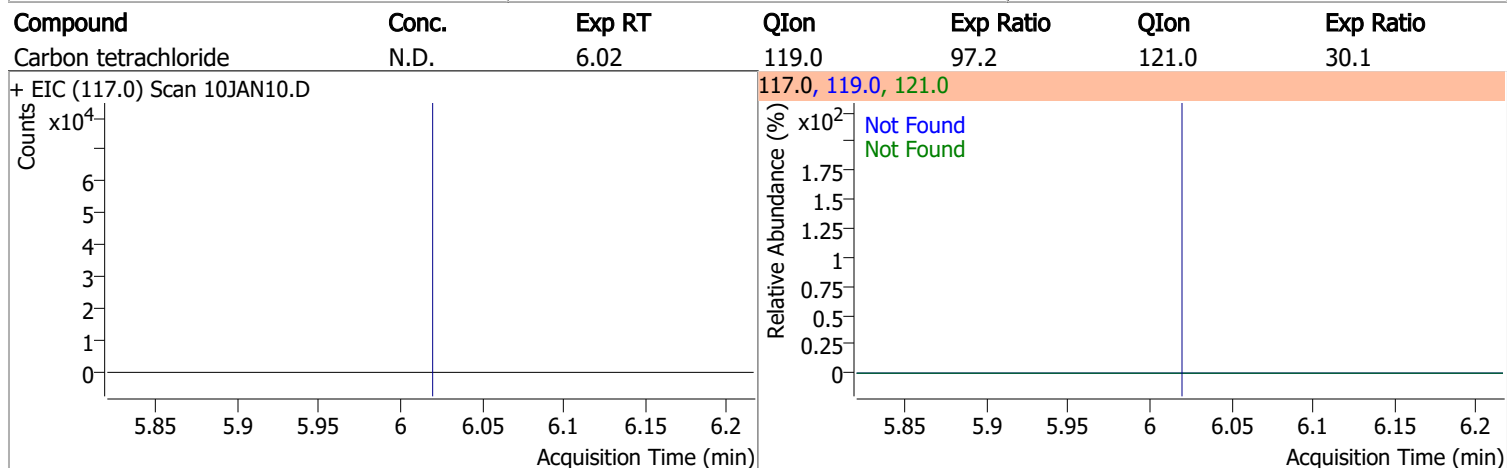 Compound Conc. Exp RT QIon Exp Ratio QIon Exp Ratio
Carbon tetrachloride N.D. 6.02 119.0 97.2 121.0 30.1
+ EIC (117.0) Scan 10JAN10.D
Counts
x10⁴
6
5
4
3
2
1
0
5.85 5.9 5.95 6 6.05 6.1 6.15 6.2
Acquisition Time (min)
117.0, 119.0, 121.0
Relative Abundance (%)
x10²
Not Found
Not Found
1.75
1.5
1.25
1
0.75
0.5
0.25
0
5.85 5.9 5.95 6 6.05 6.1 6.15 6.2
Acquisition Time (min)